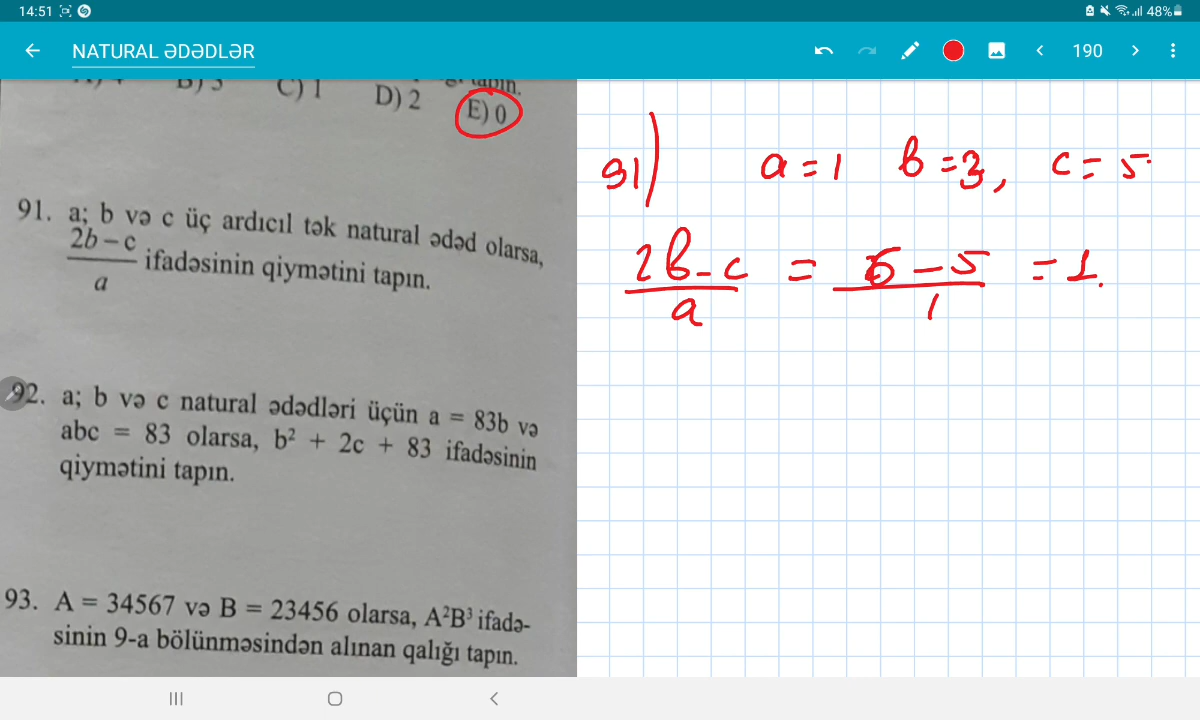 14:51 48%
NATURAL ƏDƏDLƏR 190
tapın.
C) 1 D) 2 E) 0
91. a; b və c üç ardıcıl tək natural ədəd olarsa,
2b – c
a
ifadəsinin qiymətini tapın.
92. a; b və c natural ədədləri üçün a = 83b və
abc = 83 olarsa, b² + 2c + 83 ifadəsinin
qiymətini tapın.
93. A = 34567 və B = 23456 olarsa, A²B³ ifadə-
sinin 9-a bölünməsindən alınan qalığı tapın.
91) a = 1 b = 3, c = 5
2b - c = 6 - 5 = 1.
a 1